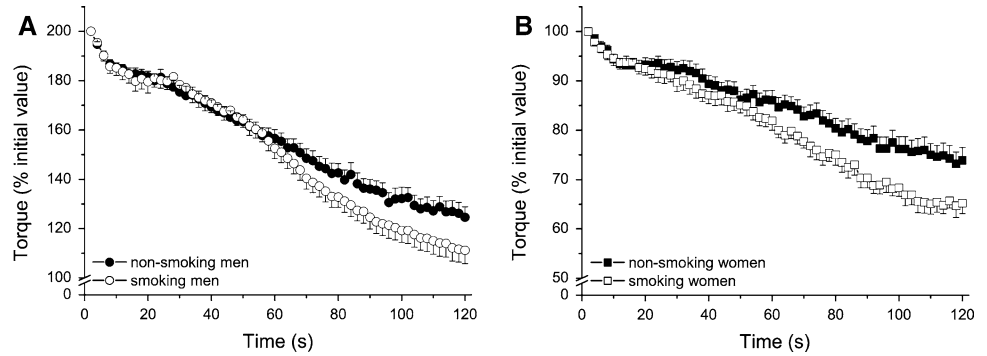 A
Torque (% initial value)
200
180
160
140
120
100
0
non-smoking men
smoking men
0 20 40 60 80 100 120
Time (s)
B
Torque (% initial value)
100
90
80
70
60
50
0
non-smoking women
smoking women
0 20 40 60 80 100 120
Time (s)